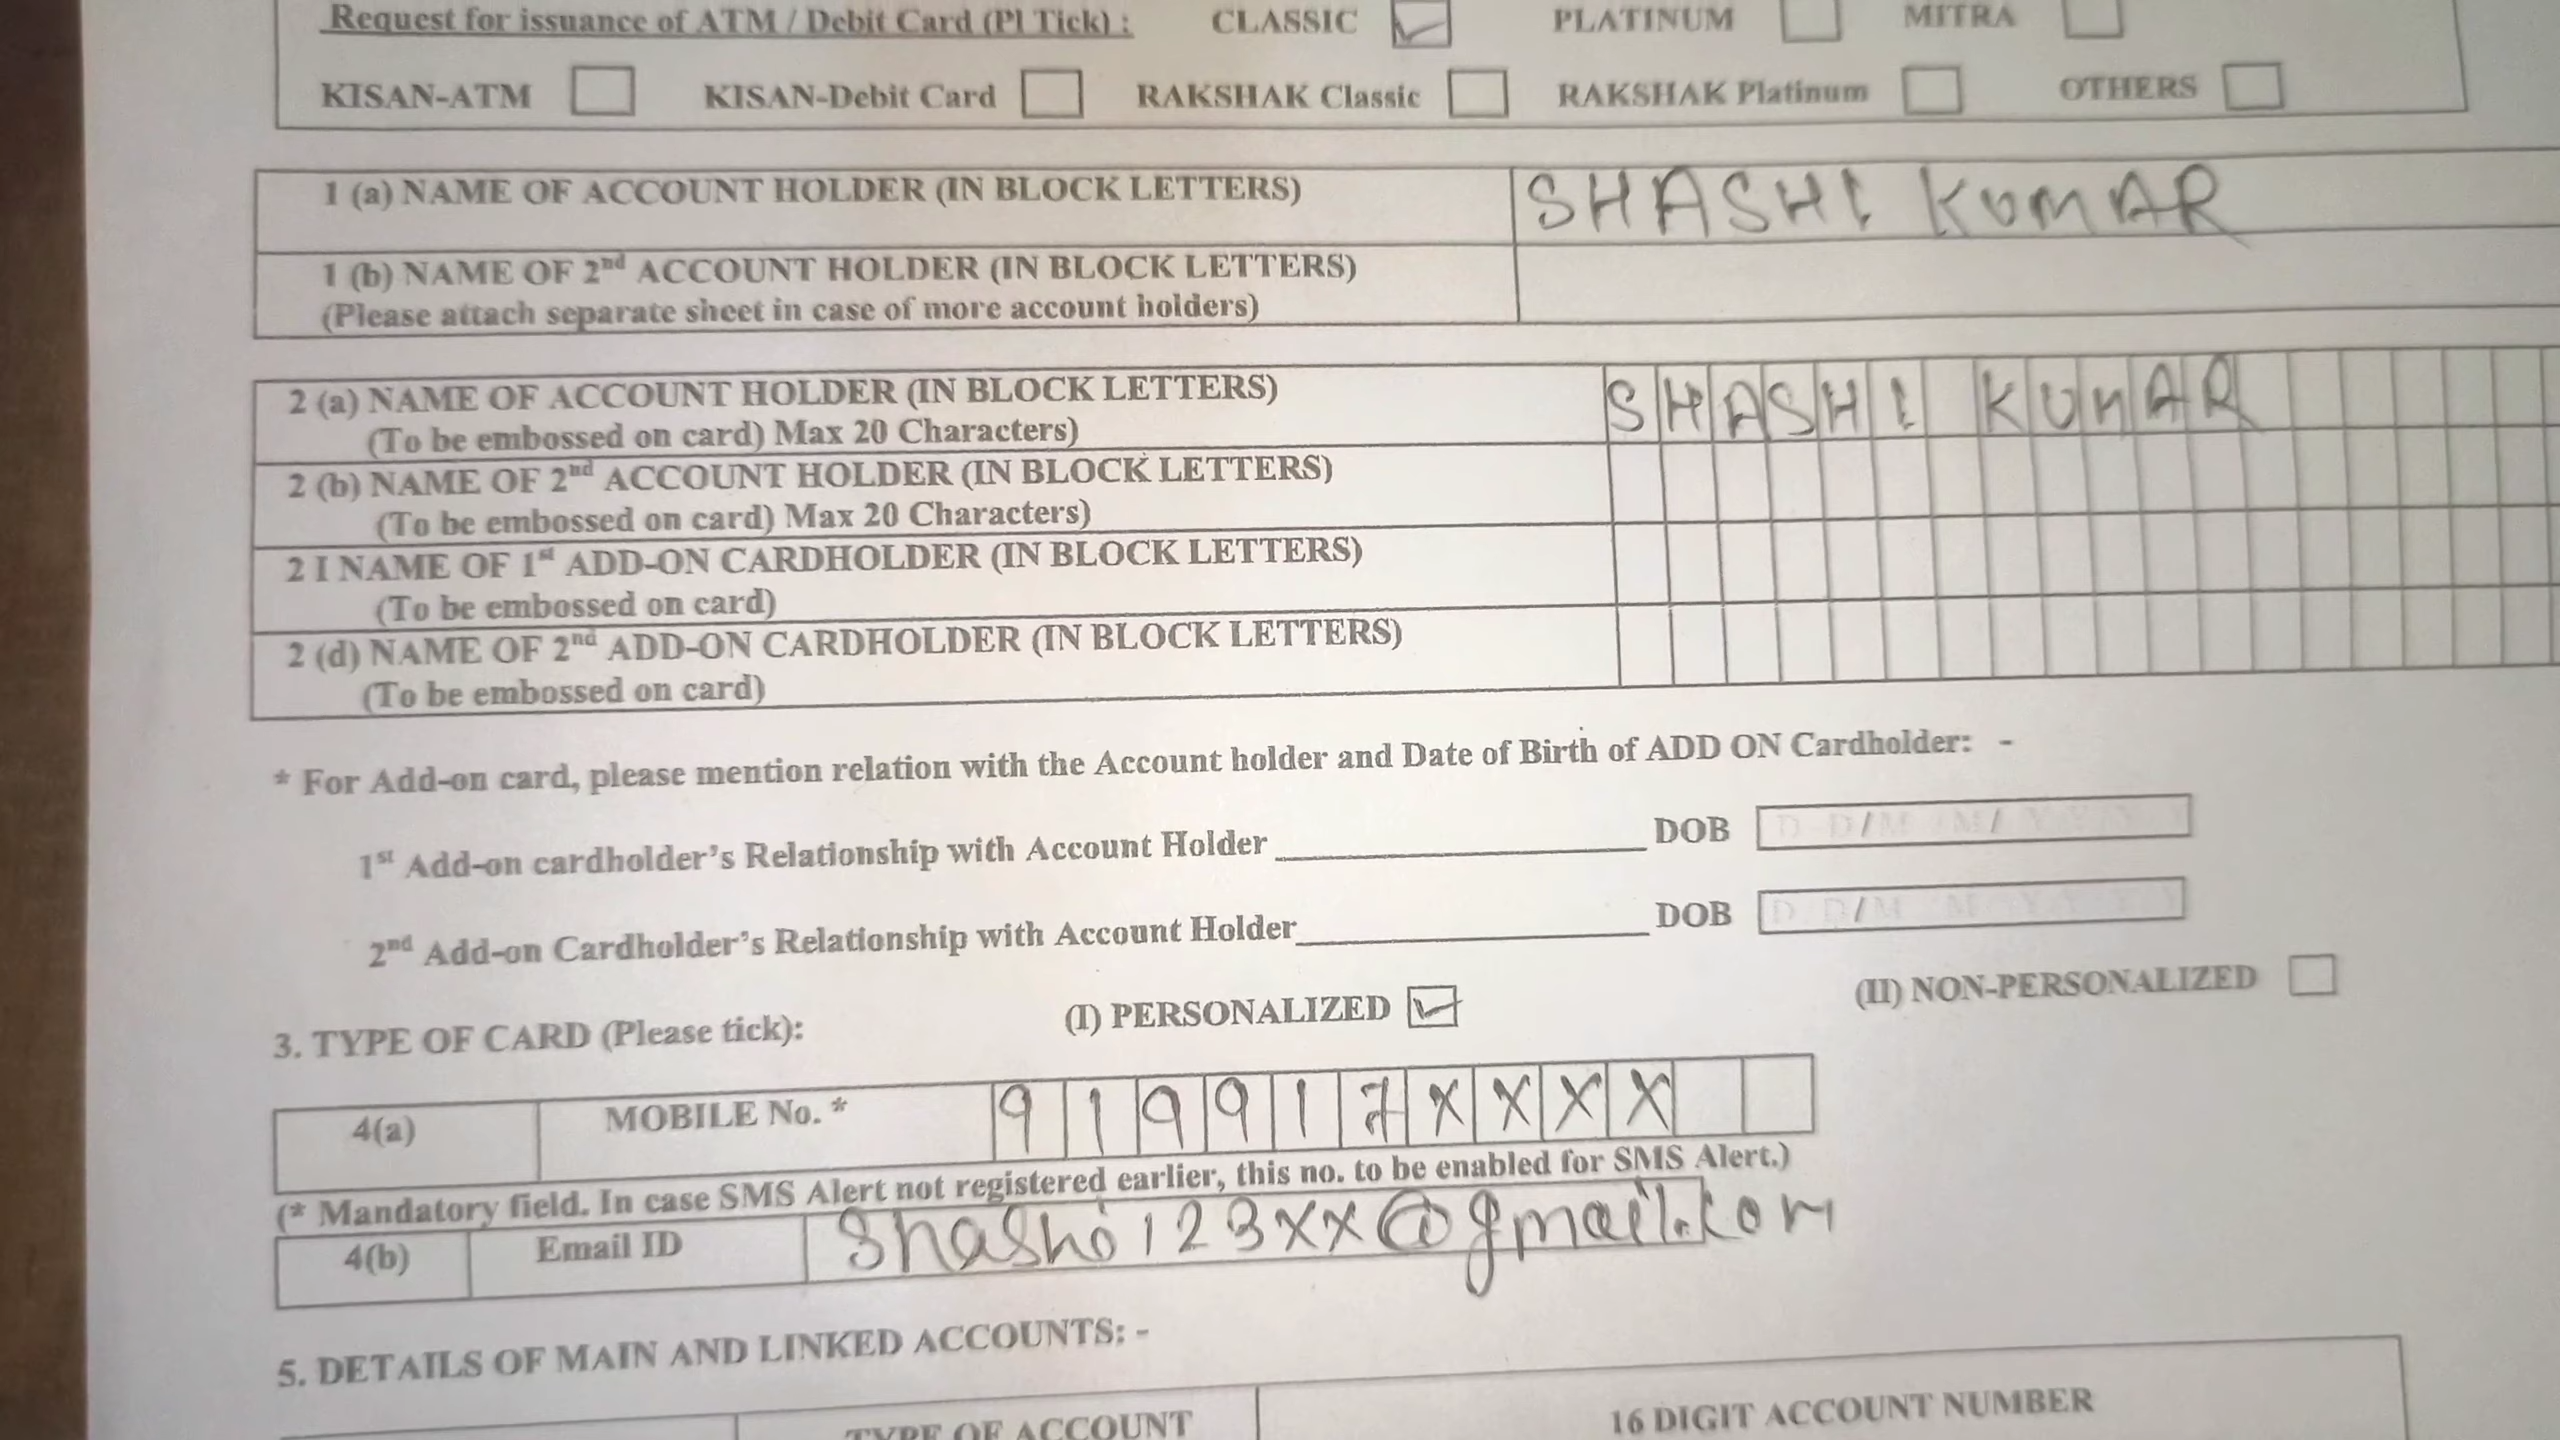 Request for issuance of ATM / Debit Card (Pl Tick) : CLASSIC PLATINUM MITRA
KISAN-ATM KISAN-Debit Card RAKSHAK Classic RAKSHAK Platinum OTHERS
1 (a) NAME OF ACCOUNT HOLDER (IN BLOCK LETTERS) SHASHI KUMAR
1 (b) NAME OF 2nd ACCOUNT HOLDER (IN BLOCK LETTERS)
(Please attach separate sheet in case of more account holders)
2 (a) NAME OF ACCOUNT HOLDER (IN BLOCK LETTERS) SHASHI KUMAR
(To be embossed on card) Max 20 Characters)
2 (b) NAME OF 2nd ACCOUNT HOLDER (IN BLOCK LETTERS)
(To be embossed on card) Max 20 Characters)
2 I NAME OF 1st ADD-ON CARDHOLDER (IN BLOCK LETTERS)
(To be embossed on card)
2 (d) NAME OF 2nd ADD-ON CARDHOLDER (IN BLOCK LETTERS)
(To be embossed on card)
* For Add-on card, please mention relation with the Account holder and Date of Birth of ADD ON Cardholder: -
1st Add-on cardholder's Relationship with Account Holder DOB D D/M M/ Y Y Y Y
2nd Add-on Cardholder's Relationship with Account Holder DOB D D/M M Y Y Y Y
3. TYPE OF CARD (Please tick): (I) PERSONALIZED (II) NON-PERSONALIZED
4(a) MOBILE No. * 919917XXXX
(* Mandatory field. In case SMS Alert not registered earlier, this no. to be enabled for SMS Alert.)
4(b) Email ID Shashi123xx@gmail.com
5. DETAILS OF MAIN AND LINKED ACCOUNTS: -
TYPE OF ACCOUNT 16 DIGIT ACCOUNT NUMBER